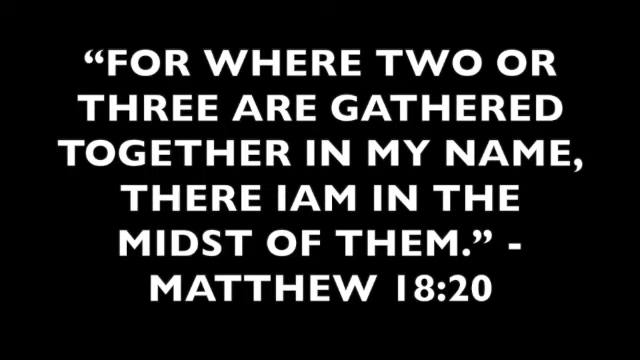 “FOR WHERE TWO OR
THREE ARE GATHERED
TOGETHER IN MY NAME,
THERE IAM IN THE
MIDST OF THEM.” -
MATTHEW 18:20